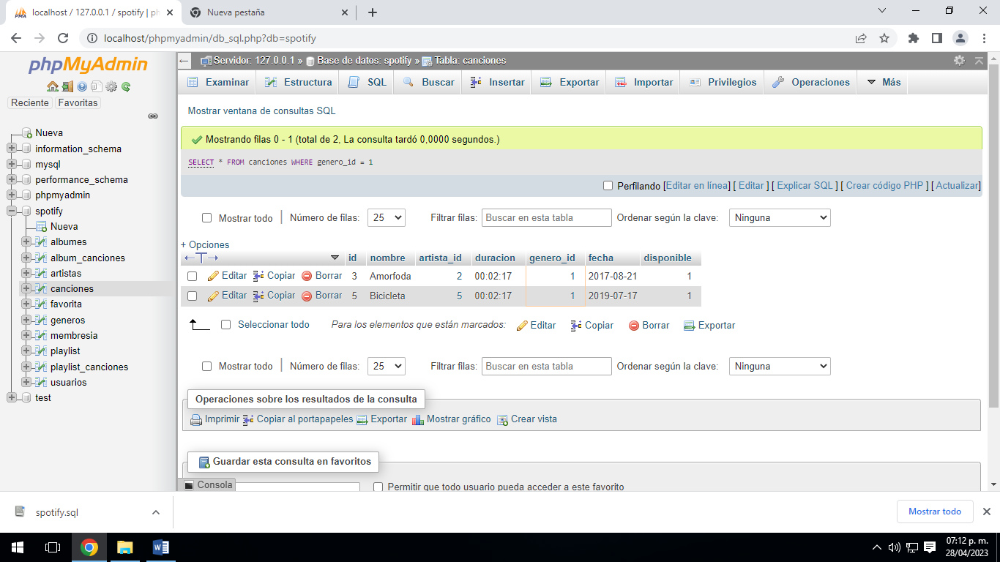 localhost / 127.0.0.1 / spotify | ph
Nueva pestaña
localhost/phpmyadmin/db_sql.php?db=spotify
phpMyAdmin
Reciente Favoritas
Nueva
information_schema
mysql
performance_schema
phpmyadmin
spotify
Nueva
albumes
album_canciones
artistas
canciones
favorita
generos
membresia
playlist
playlist_canciones
usuarios
test
Servidor: 127.0.0.1 » Base de datos: spotify » Tabla: canciones
Examinar Estructura SQL Buscar Insertar Exportar Importar Privilegios Operaciones Más
Mostrar ventana de consultas SQL
Mostrando filas 0 - 1 (total de 2, La consulta tardó 0,0000 segundos.)
SELECT * FROM canciones WHERE genero_id = 1
Perfilando [Editar en línea] [ Editar ] [ Explicar SQL ] [ Crear código PHP ] [ Actualizar]
Mostrar todo | Número de filas: 25 Filtrar filas: Buscar en esta tabla Ordenar según la clave: Ninguna
+ Opciones
←T→ id nombre artista_id duracion genero_id fecha disponible
Editar Copiar Borrar 3 Amorfoda 2 00:02:17 1 2017-08-21 1
Editar Copiar Borrar 5 Bicicleta 5 00:02:17 1 2019-07-17 1
Seleccionar todo Para los elementos que están marcados: Editar Copiar Borrar Exportar
Mostrar todo | Número de filas: 25 Filtrar filas: Buscar en esta tabla Ordenar según la clave: Ninguna
Operaciones sobre los resultados de la consulta
Imprimir Copiar al portapapeles Exportar Mostrar gráfico Crear vista
Guardar esta consulta en favoritos
Consola
Permitir que todo usuario pueda acceder a este favorito
spotify.sql
Mostrar todo
07:12 p. m.
28/04/2023